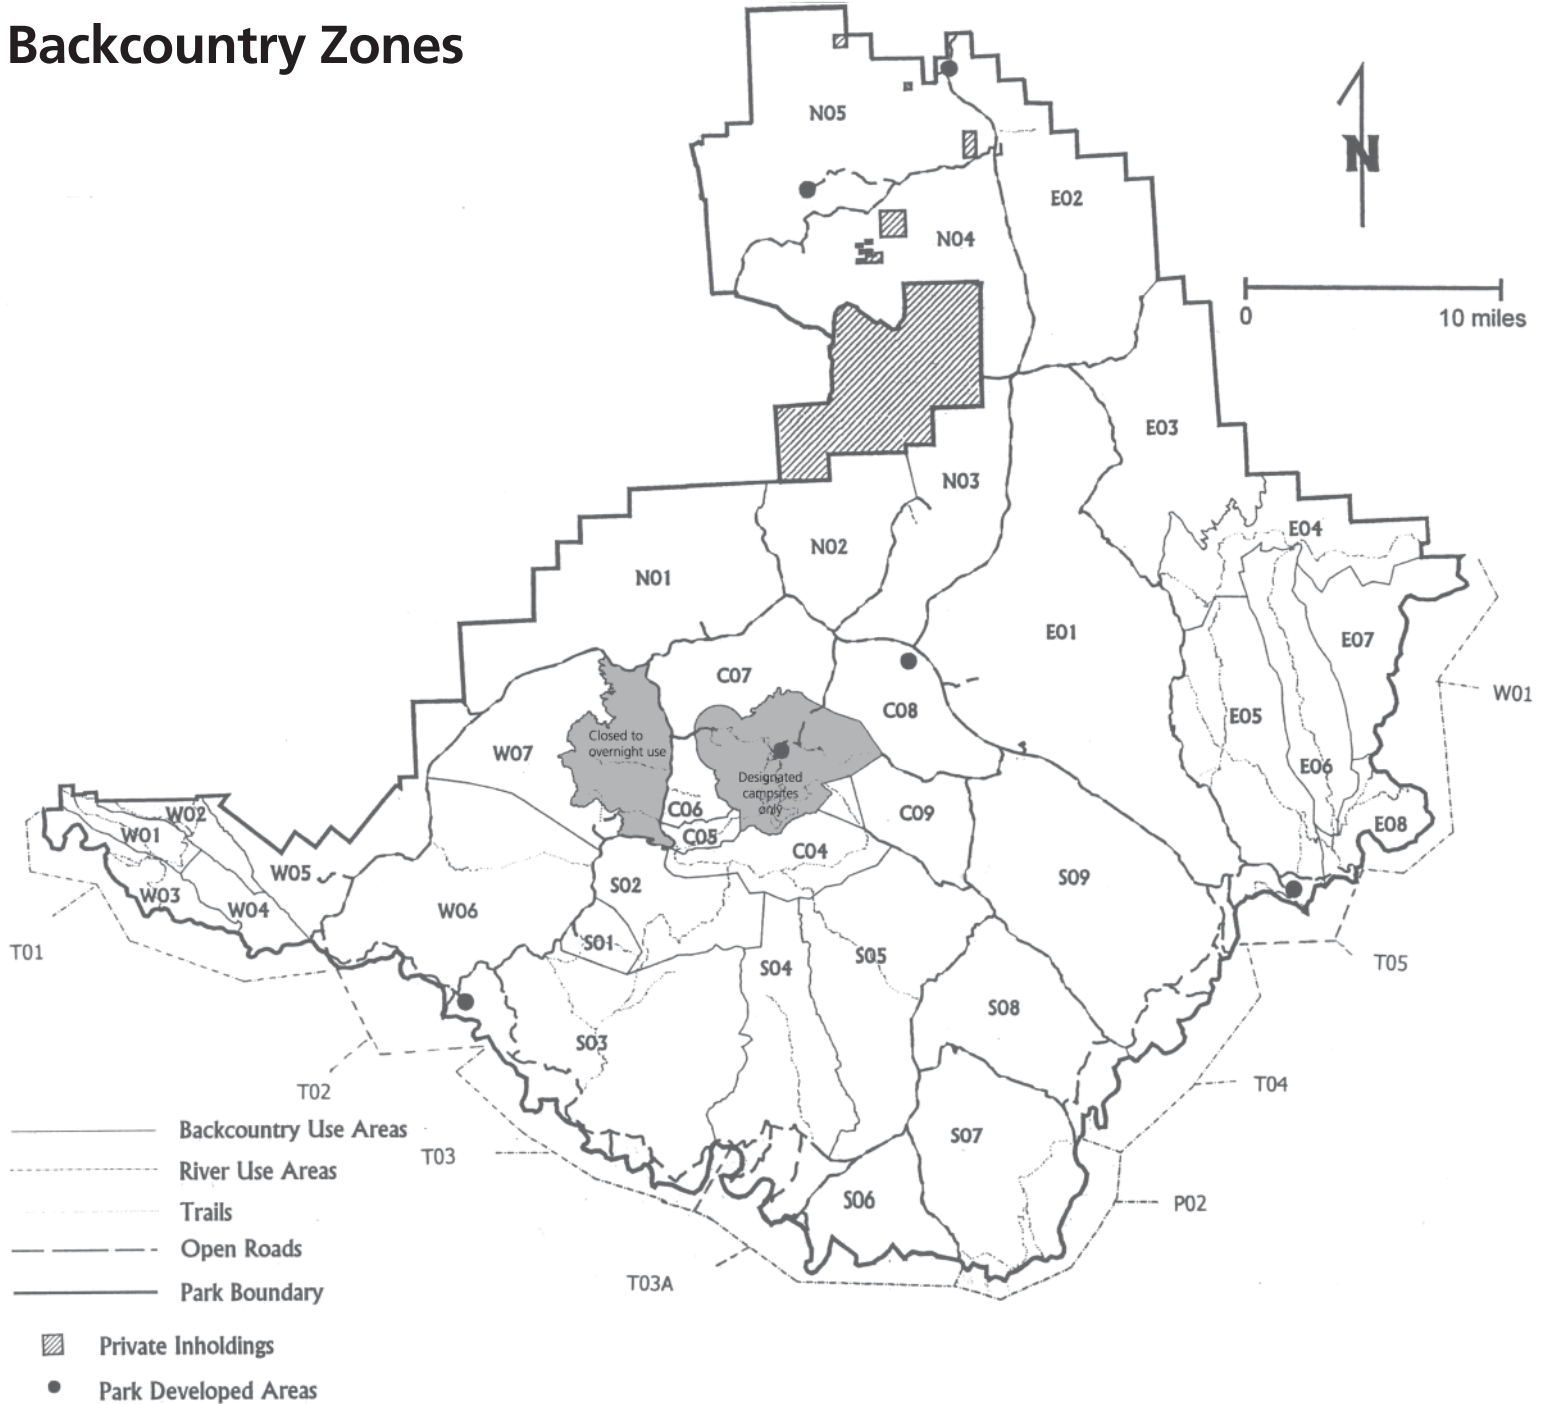 Backcountry Zones
N05
E02
N04
N
0
10 miles
E03
N03
E04
N02
N01
E01
E07
C07
W01
C08
E05
Closed to
overnight use
W07
E06
Designated
campsites
only
C06
C09
W02
E08
W01
C05
C04
W05
S09
S02
W03
W04
W06
S01
T01
S05
T05
S04
S08
S03
T02
T04
Backcountry Use Areas
S07
T03
River Use Areas
S06
P02
Trails
Open Roads
T03A
Park Boundary
Private Inholdings
Park Developed Areas